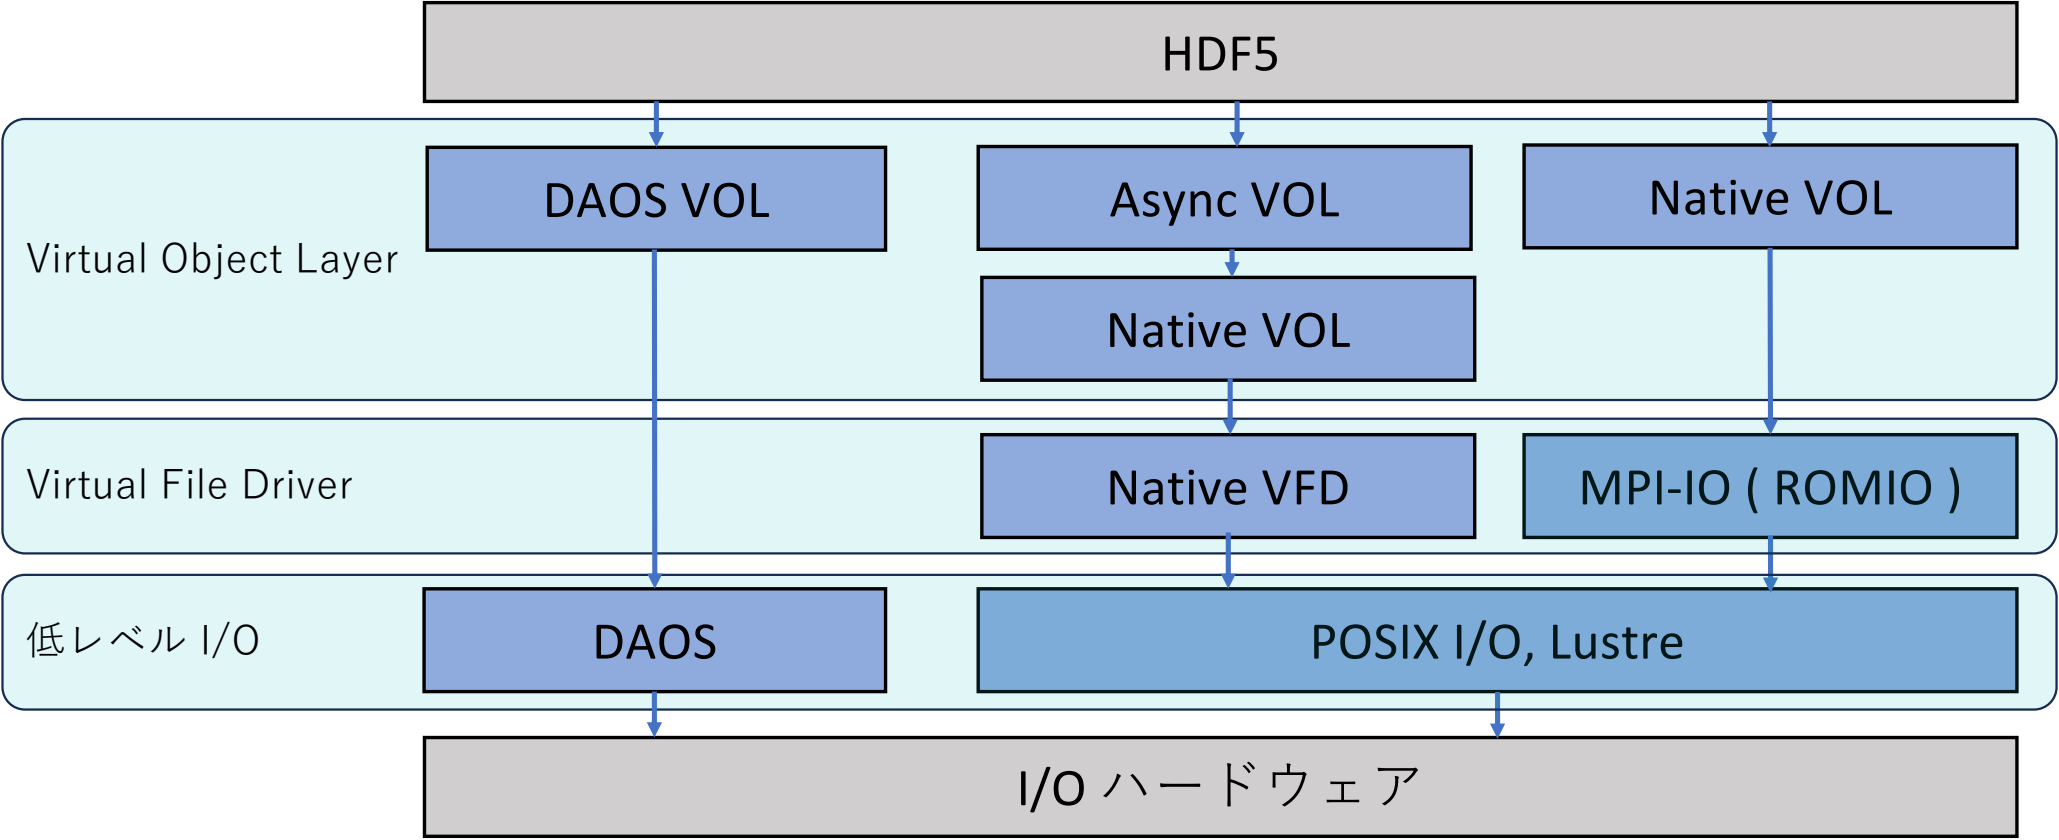 HDF5
Virtual Object Layer
DAOS VOL
Async VOL
Native VOL
Native VOL
Virtual File Driver
Native VFD
MPI-IO ( ROMIO )
低レベル I/O
DAOS
POSIX I/O, Lustre
I/O ハードウェア